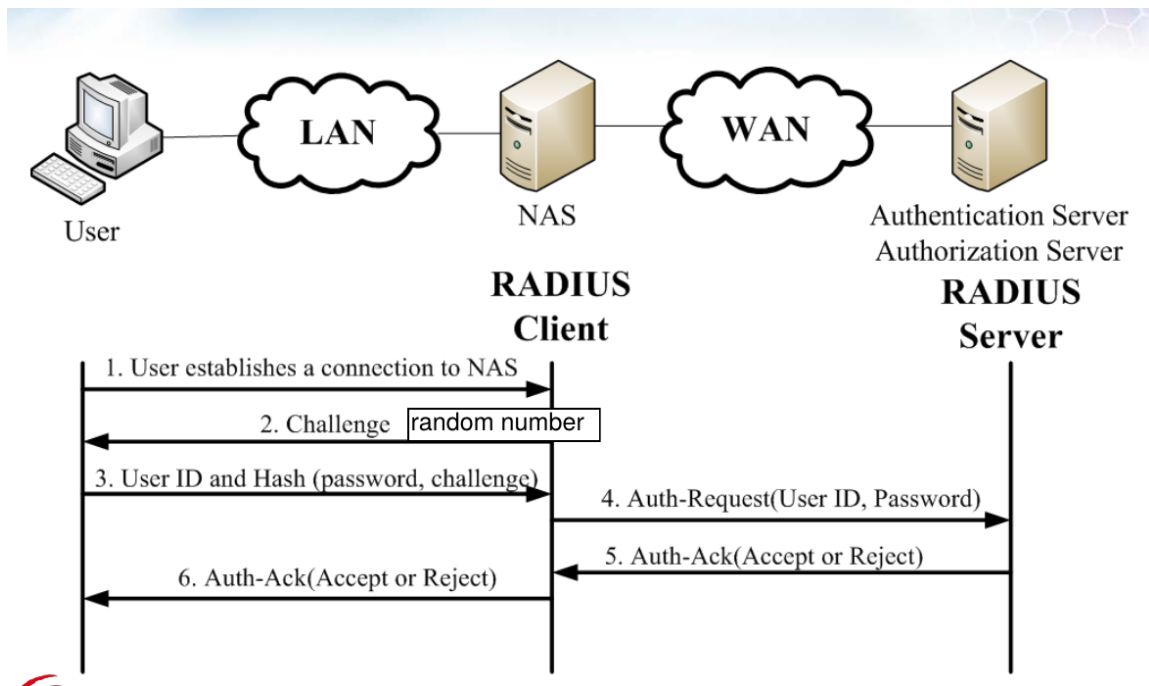 LAN
WAN
User
NAS
Authentication Server
Authorization Server
RADIUS
Client
RADIUS
Server
1. User establishes a connection to NAS
2. Challenge random number
3. User ID and Hash (password, challenge)
4. Auth-Request(User ID, Password)
5. Auth-Ack(Accept or Reject)
6. Auth-Ack(Accept or Reject)